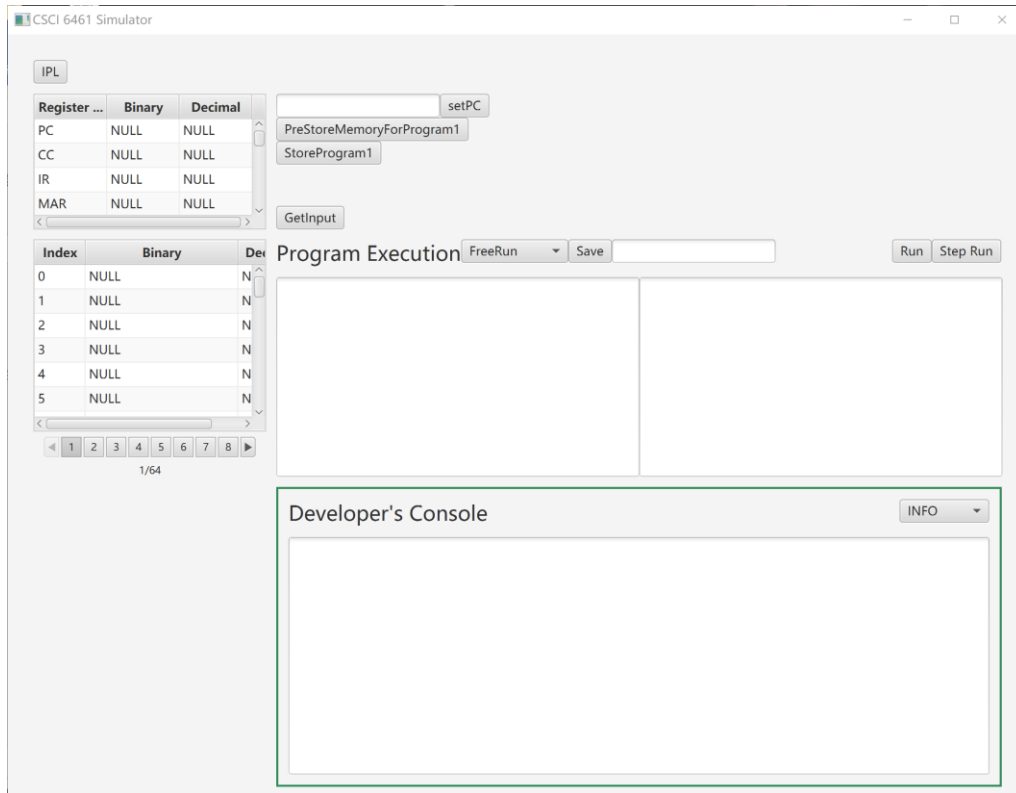 CSCI 6461 Simulator
IPL
Register ... Binary Decimal
PC NULL NULL
CC NULL NULL
IR NULL NULL
MAR NULL NULL
setPC
PreStoreMemoryForProgram1
StoreProgram1
GetInput
Index Binary Dec
0 NULL N
1 NULL N
2 NULL N
3 NULL N
4 NULL N
5 NULL N
1 2 3 4 5 6 7 8
1/64
Program Execution FreeRun Save Run Step Run
Developer's Console INFO